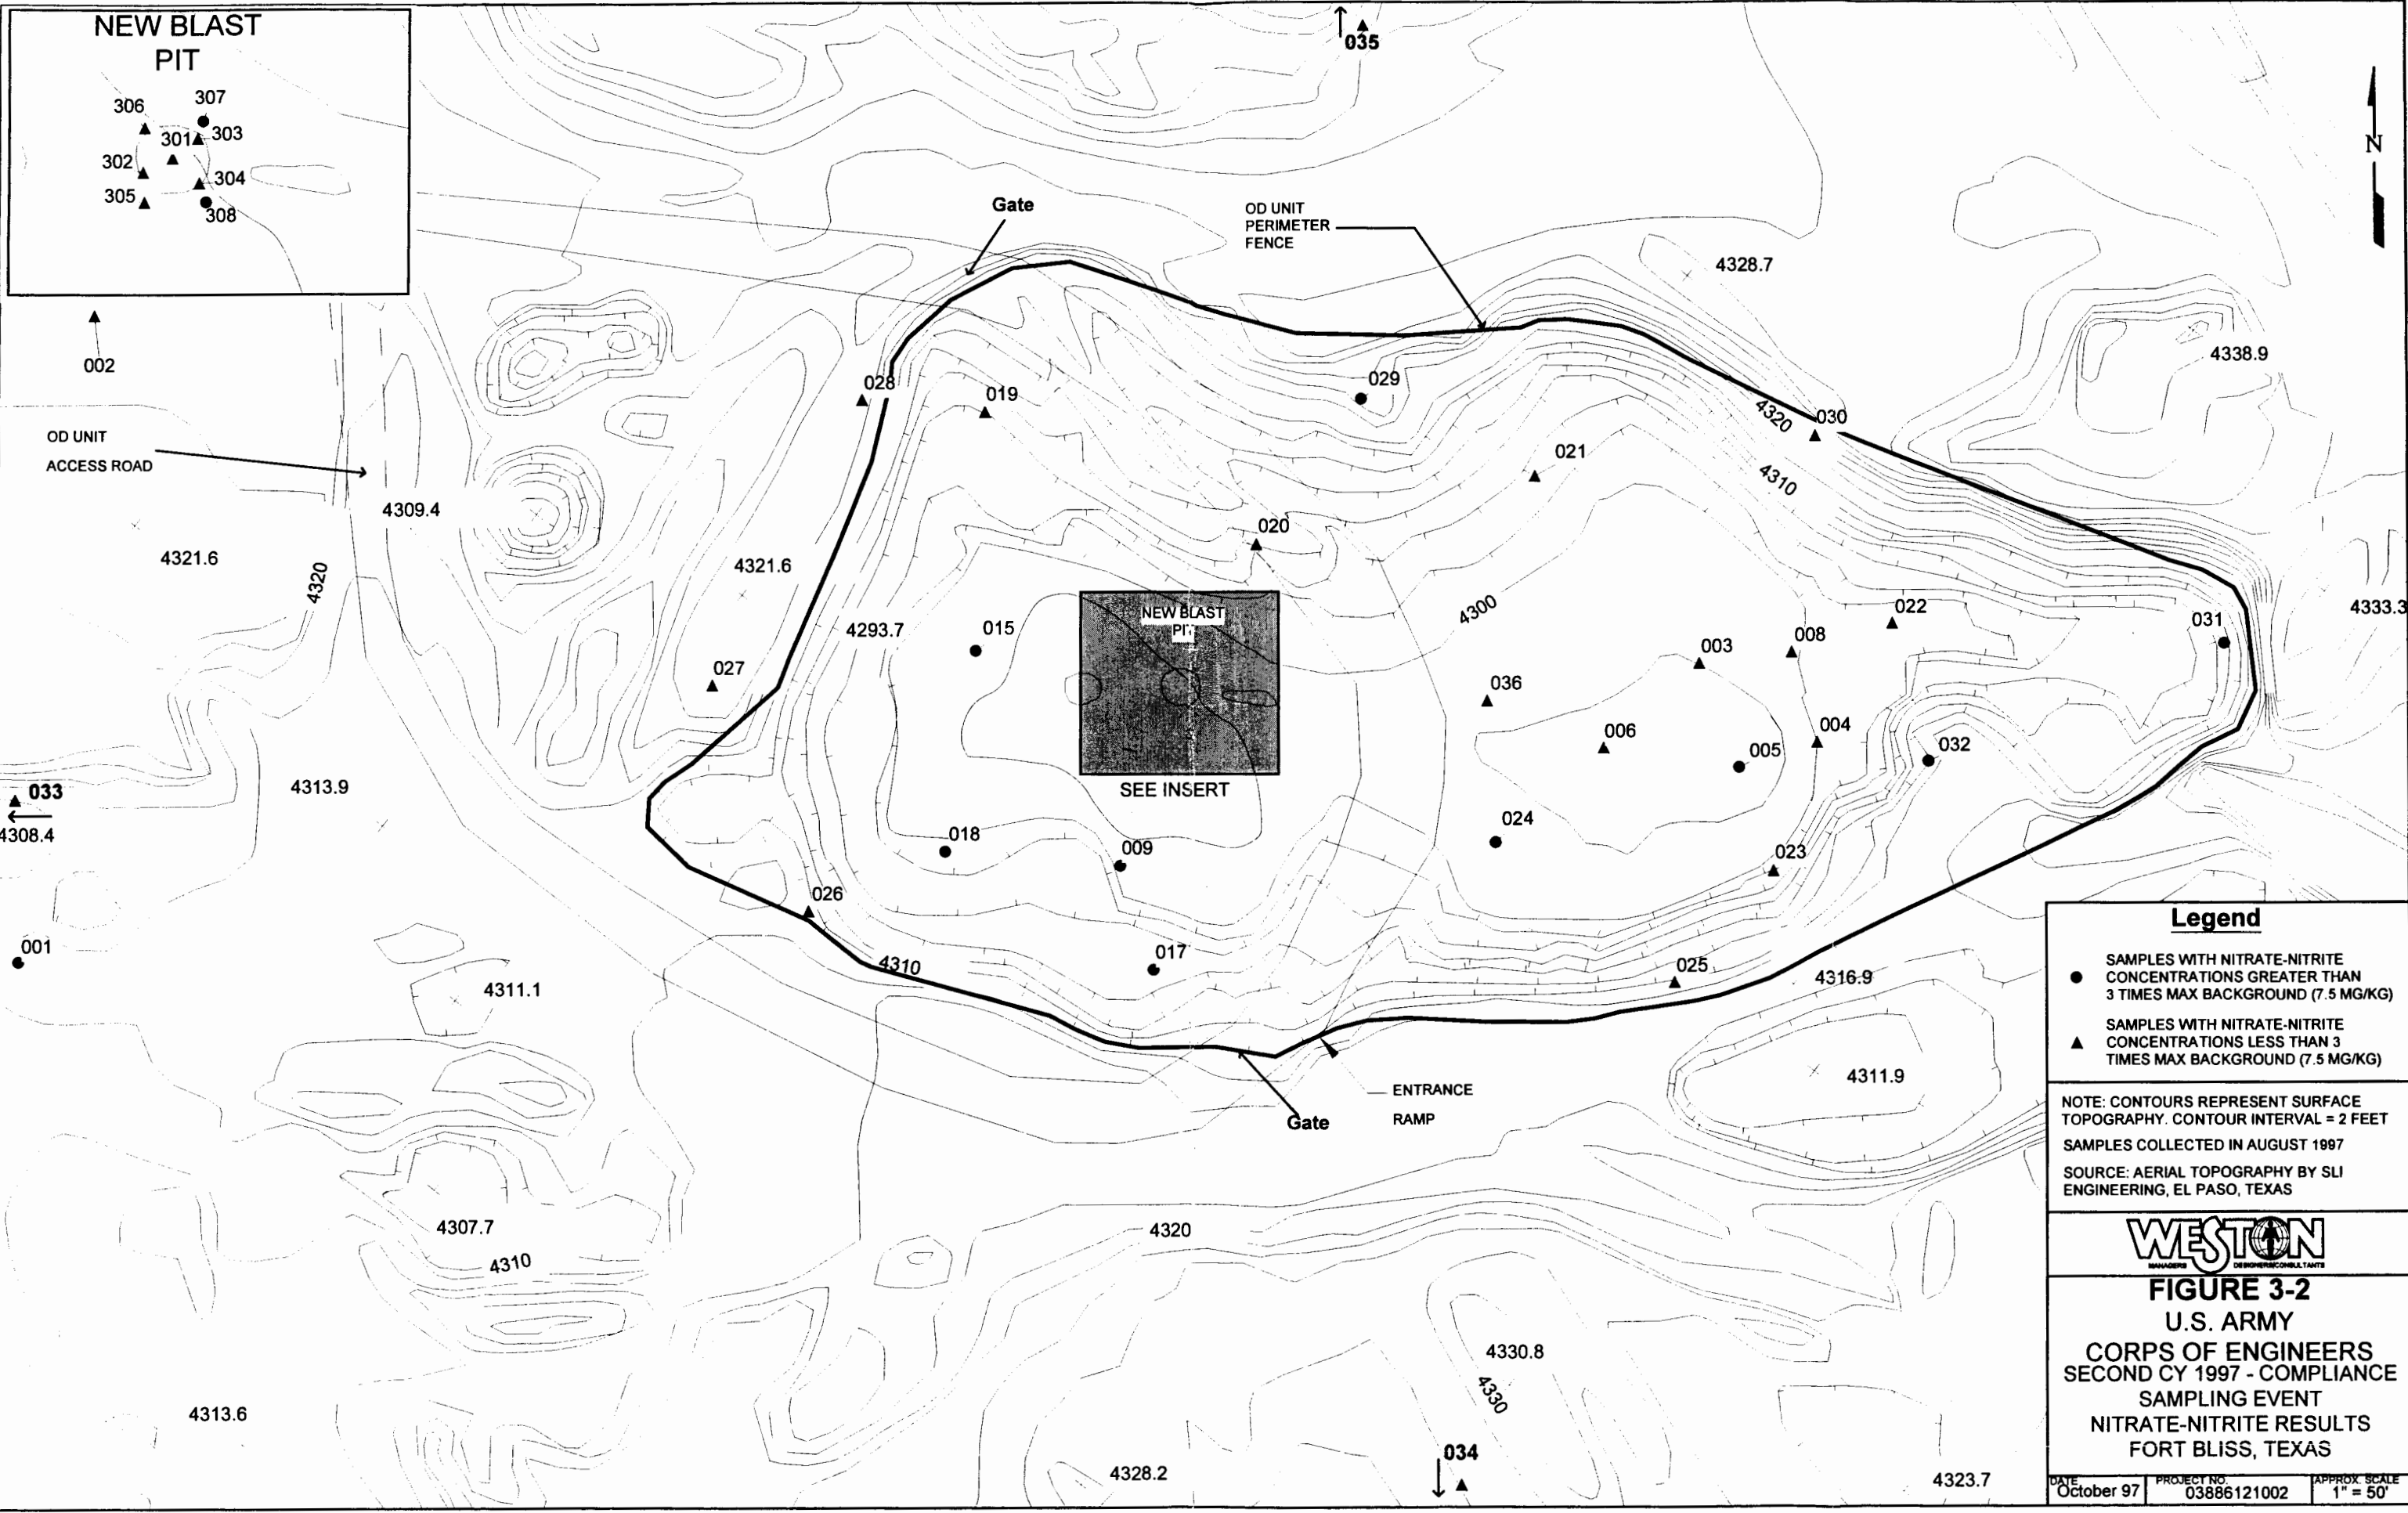 NEW BLAST
PIT
306
307
301
303
302
304
305
308
035
N
Gate
OD UNIT
PERIMETER
FENCE
4328.7
002
4338.9
028
019
029
4320
030
OD UNIT
ACCESS ROAD
4309.4
021
4310
020
4321.6
4320
4321.6
4300
022
4333.3
4293.7
015
NEW BLAST
008
031
003
027
036
006
004
005
032
SEE INSERT
4313.9
033
4308.4
018
009
024
023
026
001
4310
017
025
4316.9
4311.1
4311.9
ENTRANCE
RAMP
Gate
4307.7
4310
4320
4330.8
4330
4313.6
034
4328.2
4323.7
Legend
SAMPLES WITH NITRATE-NITRITE
CONCENTRATIONS GREATER THAN
3 TIMES MAX BACKGROUND (7.5 MG/KG)
SAMPLES WITH NITRATE-NITRITE
CONCENTRATIONS LESS THAN 3
TIMES MAX BACKGROUND (7.5 MG/KG)
NOTE: CONTOURS REPRESENT SURFACE
TOPOGRAPHY. CONTOUR INTERVAL = 2 FEET
SAMPLES COLLECTED IN AUGUST 1997
SOURCE: AERIAL TOPOGRAPHY BY SLI
ENGINEERING, EL PASO, TEXAS
WESTON
MANAGERS DESIGNERS/CONSULTANTS
FIGURE 3-2
U.S. ARMY
CORPS OF ENGINEERS
SECOND CY 1997 - COMPLIANCE
SAMPLING EVENT
NITRATE-NITRITE RESULTS
FORT BLISS, TEXAS
DATE
October 97
PROJECT NO.
03886121002
APPROX. SCALE
1" = 50'